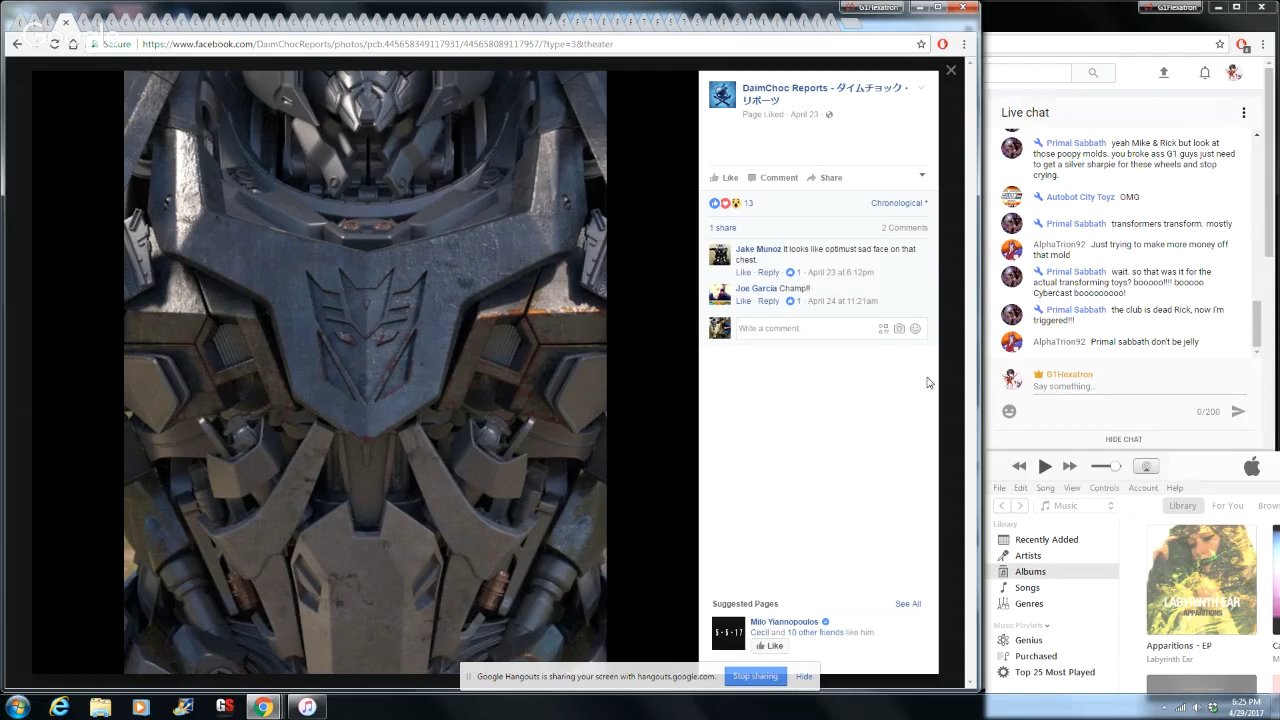 G1Hexatron
G1Hexatron
Secure
https://www.facebook.com/DaimChocReports/photos/pcb.445658349117931/445658089117957/?type=3&theater
DaimChoc Reports - ダイムチョック・
リポーツ
Page Liked · April 23 ·
Like Comment Share
13
Chronological
1 share
2 Comments
Jake Munoz It looks like optimust sad face on that
chest.
Like · Reply · 1 · April 23 at 6:12pm
Joe Garcia Champ!!
Like · Reply · 1 · April 24 at 11:21am
Write a comment...
Suggested Pages
See All
Milo Yiannopoulos
Cecil and 10 other friends like him
Like
5·5·17
Google Hangouts is sharing your screen with hangouts.google.com.
Stop sharing
Hide
Live chat
Primal Sabbath yeah Mike & Rick but look at
those poopy molds. you broke ass G1 guys just need
to get a silver sharpie for these wheels and stop
crying.
Autobot City Toyz OMG
Primal Sabbath transformers transform. mostly
AlphaTrion92 Just trying to make more money off
that mold
Primal Sabbath wait. so that was it for the
actual transforming toys? booooo!!!! booooo
Cybercast boooooooooo!
Primal Sabbath the club is dead Rick, now I'm
triggered!!!
AlphaTrion92 Primal sabbath don't be jelly
G1Hexatron
Say something...
0/200
HIDE CHAT
File Edit Song View Controls Account Help
Music
Library
For You
Brows
Library
Recently Added
Artists
Albums
Songs
Genres
Music Playlists
Genius
Purchased
Top 25 Most Played
LABYRINTH EAR
APPARITIONS
Apparitions - EP
Labyrinth Ear
GS
6:25 PM
4/29/2017